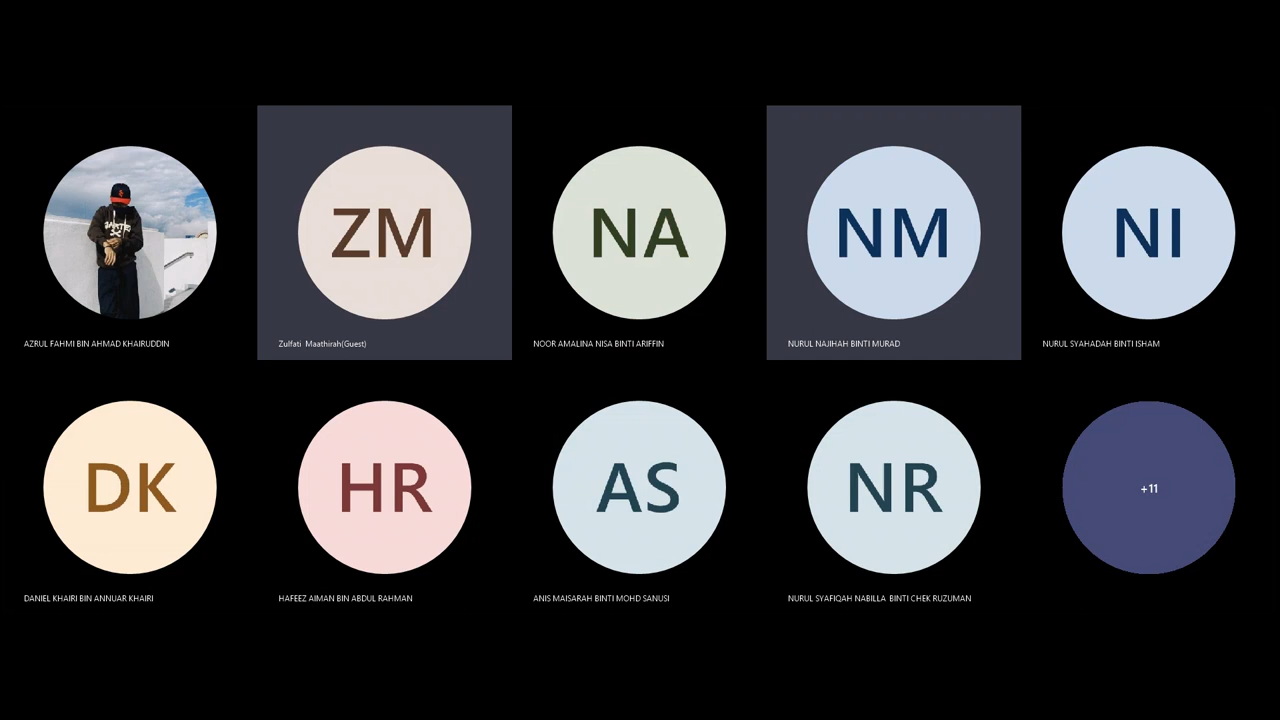 ZM
NA
NM
NI
AZRUL FAHMI BIN AHMAD KHAIRUDDIN
Zulfati Maathirah(Guest)
NOOR AMALINA NISA BINTI ARIFFIN
NURUL NAJIHAH BINTI MURAD
NURUL SYAHADAH BINTI ISHAM
DK
HR
AS
NR
+11
DANIEL KHAIRI BIN ANNUAR KHAIRI
HAFEEZ AIMAN BIN ABDUL RAHMAN
ANIS MAISARAH BINTI MOHD SANUSI
NURUL SYAFIQAH NABILLA BINTI CHEK RUZUMAN